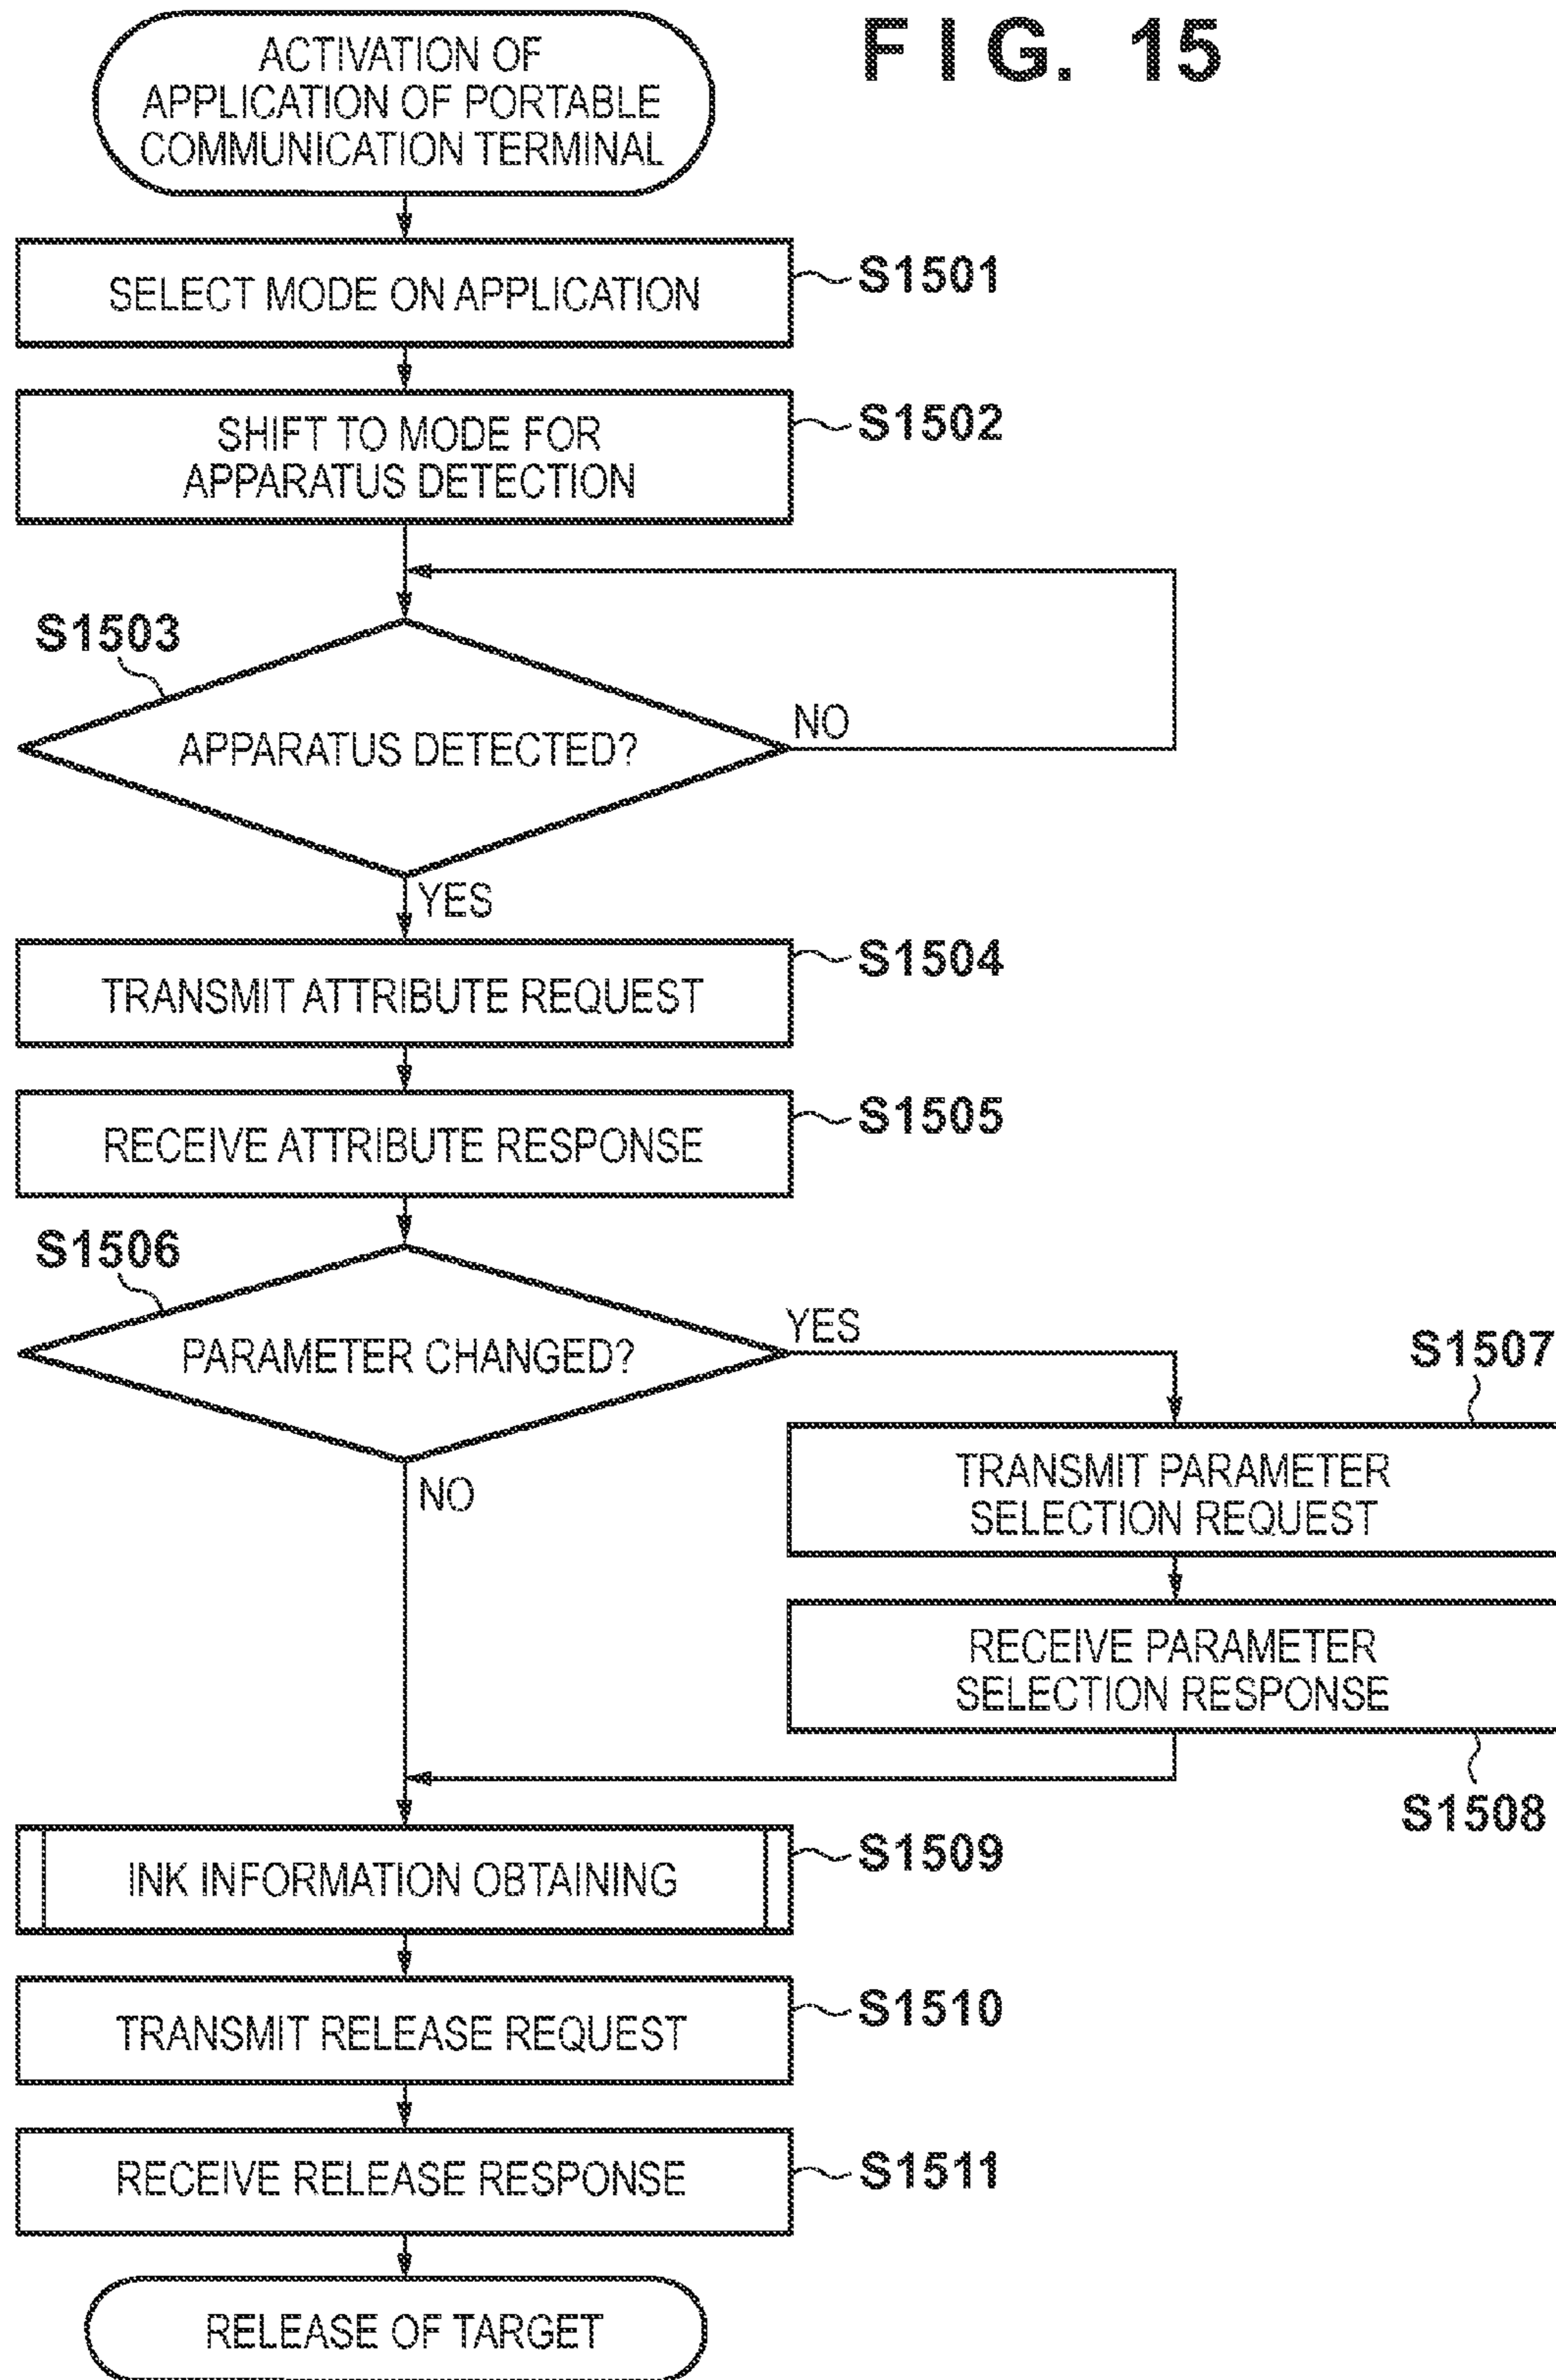 FIG. 15
ACTIVATION OF
APPLICATION OF PORTABLE
COMMUNICATION TERMINAL
SELECT MODE ON APPLICATION
S1501
SHIFT TO MODE FOR
APPARATUS DETECTION
S1502
S1503
APPARATUS DETECTED?
NO
YES
TRANSMIT ATTRIBUTE REQUEST
S1504
RECEIVE ATTRIBUTE RESPONSE
S1505
S1506
PARAMETER CHANGED?
YES
NO
S1507
TRANSMIT PARAMETER
SELECTION REQUEST
RECEIVE PARAMETER
SELECTION RESPONSE
S1508
INK INFORMATION OBTAINING
S1509
TRANSMIT RELEASE REQUEST
S1510
RECEIVE RELEASE RESPONSE
S1511
RELEASE OF TARGET